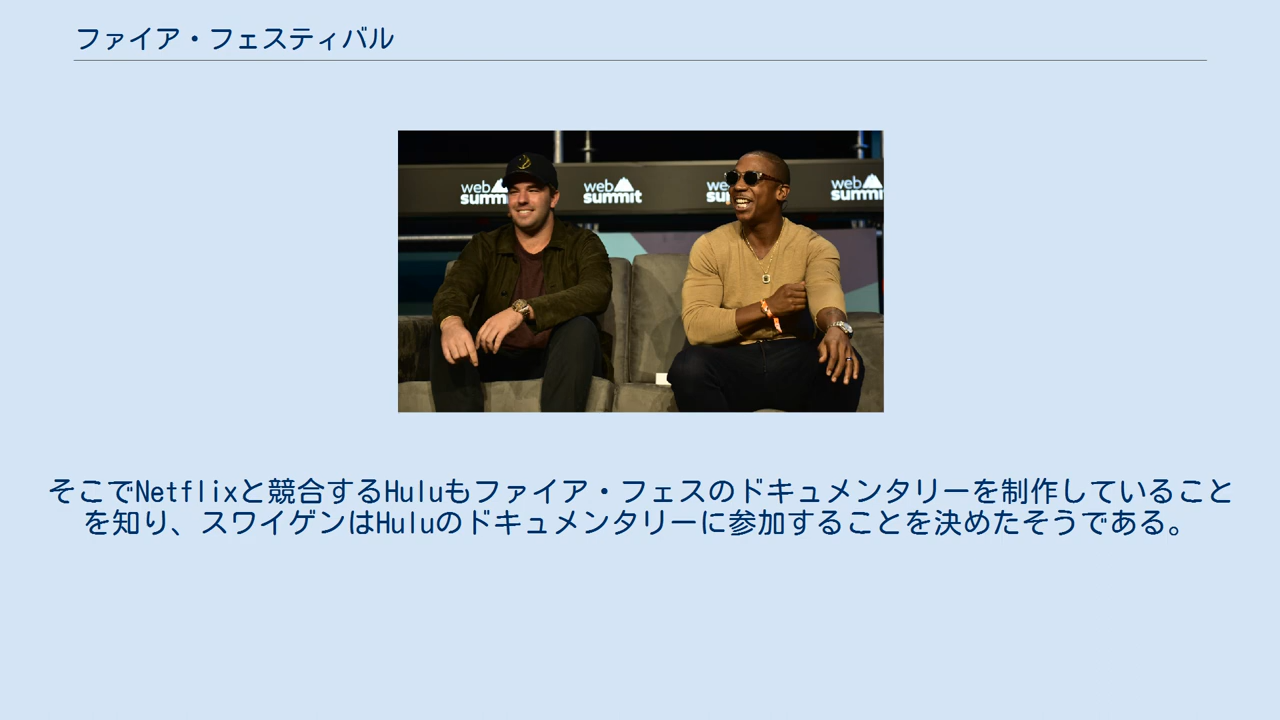 ファイア・フェスティバル
web summit
web summit
web
web summit
そこでNetflixと競合するHuluもファイア・フェスのドキュメンタリーを制作していること
を知り、スワイゲンはHuluのドキュメンタリーに参加することを決めたそうである。